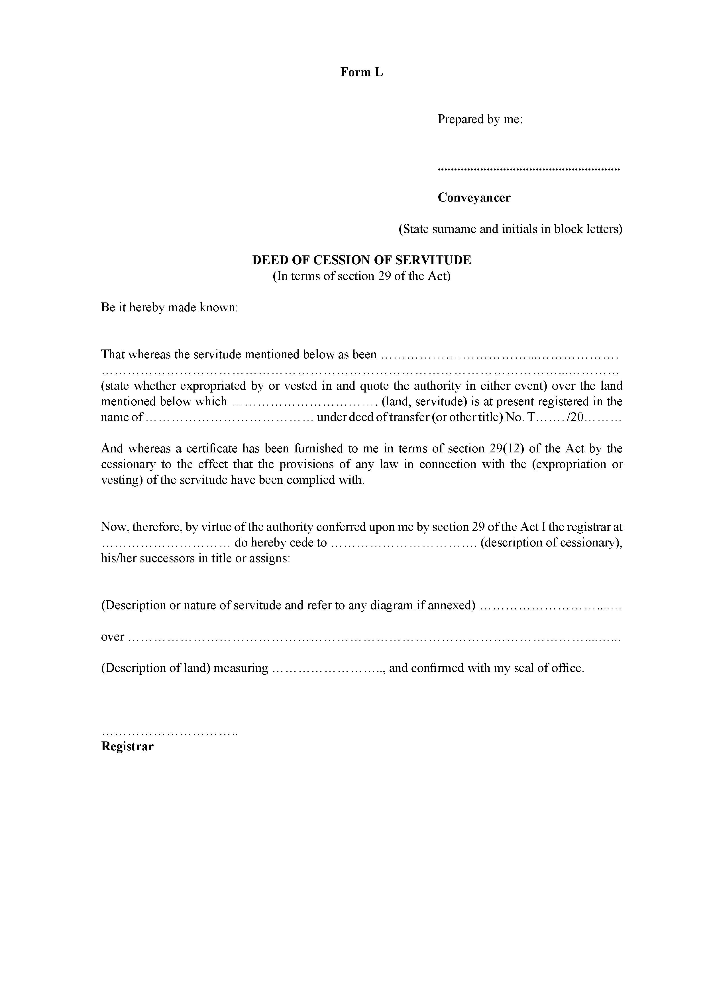 Form L
Prepared by me:
........................................................
Conveyancer
(State surname and initials in block letters)
DEED OF CESSION OF SERVITUDE
(In terms of section 29 of the Act)
Be it hereby made known:
That whereas the servitude mentioned below as been …………….……………...……………….
……………………………………………………………………………………………...…………
(state whether expropriated by or vested in and quote the authority in either event) over the land
mentioned below which ……………………………. (land, servitude) is at present registered in the
name of ………………………………… under deed of transfer (or other title) No. T……. /20………
And whereas a certificate has been furnished to me in terms of section 29(12) of the Act by the
cessionary to the effect that the provisions of any law in connection with the (expropriation or
vesting) of the servitude have been complied with.
Now, therefore, by virtue of the authority conferred upon me by section 29 of the Act I the registrar at
………………………… do hereby cede to ……………………………. (description of cessionary),
his/her successors in title or assigns:
(Description or nature of servitude and refer to any diagram if annexed) ………………………...…
over ……………………………………………………………………………………………...…...
(Description of land) measuring …………………….., and confirmed with my seal of office.
…………………………..
Registrar